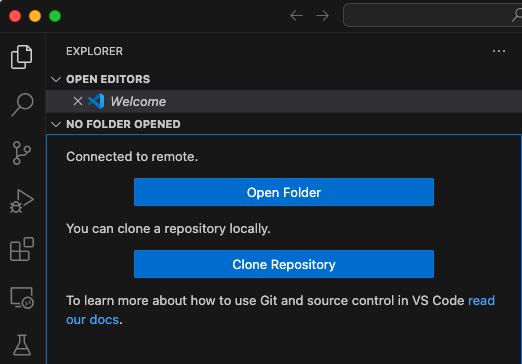 EXPLORER
OPEN EDITORS
Welcome
NO FOLDER OPENED
Connected to remote.
Open Folder
You can clone a repository locally.
Clone Repository
To learn more about how to use Git and source control in VS Code read
our docs.